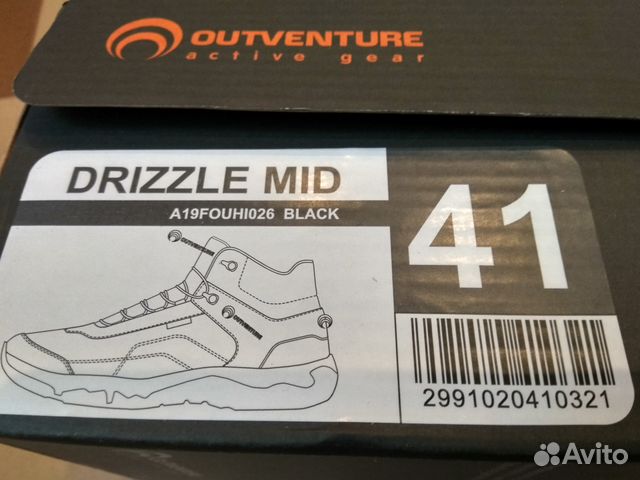 OUTVENTURE
active gear
DRIZZLE MID
A19FOUHI026 BLACK
41
2991020410321
Avito